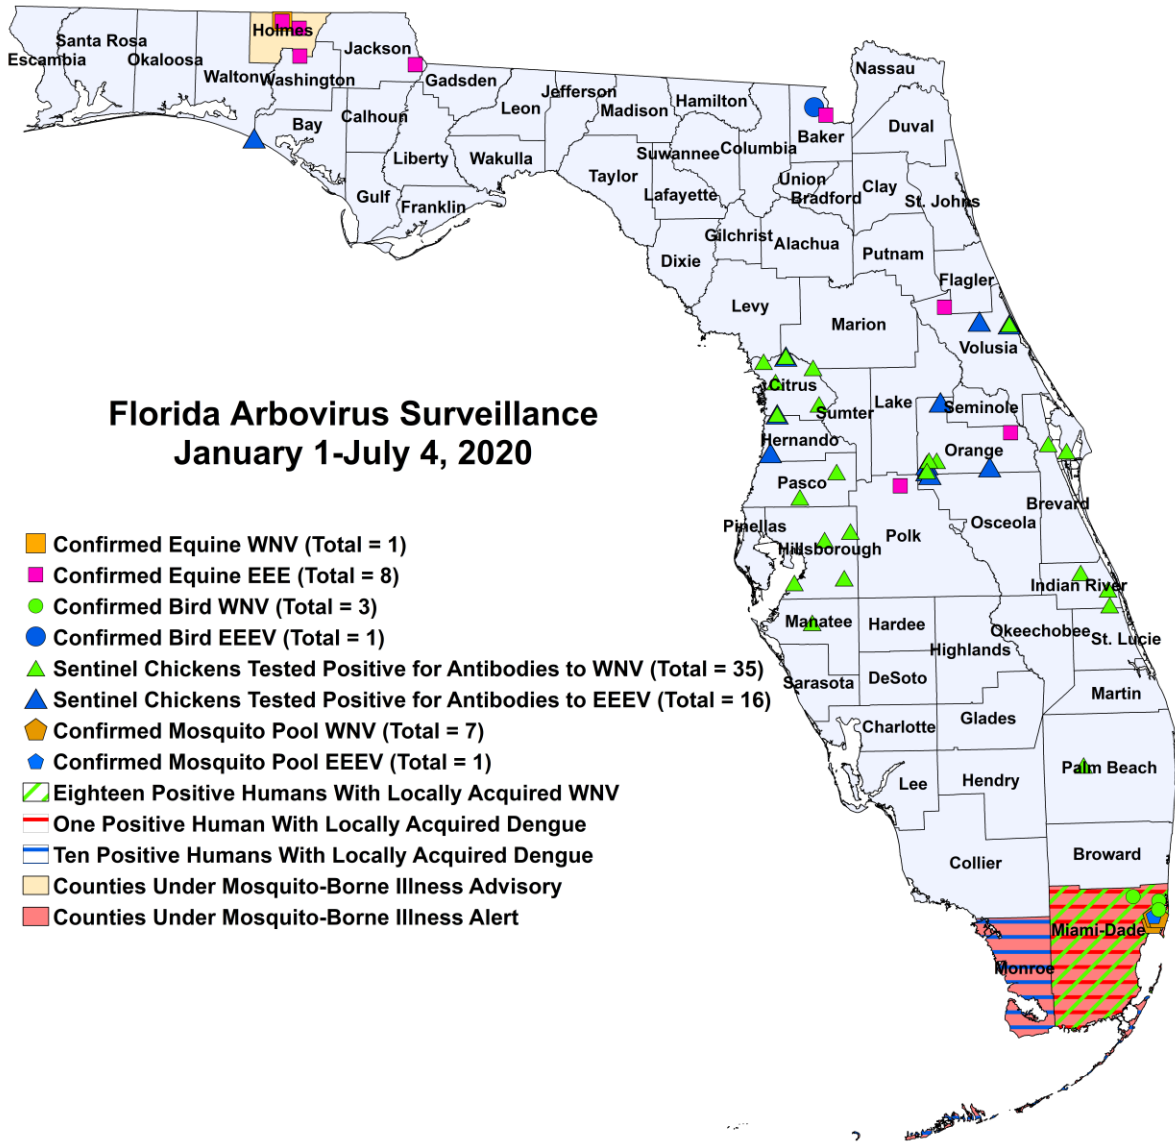 Holmes
Santa Rosa
Jackson
Escambia
Okaloosa
Walton
Washington
Gadsden
Nassau
Jefferson
Leon
Madison
Hamilton
Bay
Calhoun
Duval
Baker
Liberty
Wakulla
Suwannee
Columbia
Taylor
Union
Clay
Gulf
Lafayette
Bradford
St. Johns
Franklin
Gilchrist
Alachua
Putnam
Dixie
Flagler
Levy
Marion
Volusia
Citrus
Lake
Seminole
Sumter
Hernando
Orange
Florida Arbovirus Surveillance
January 1-July 4, 2020
Pasco
Brevard
Pinellas
Osceola
Polk
Hillsborough
Indian River
Manatee
Hardee
Okeechobee
St. Lucie
Highlands
Sarasota
DeSoto
Martin
Charlotte
Glades
Palm Beach
Lee
Hendry
Broward
Collier
Miami-Dade
Monroe
Confirmed Equine WNV (Total = 1)
Confirmed Equine EEE (Total = 8)
Confirmed Bird WNV (Total = 3)
Confirmed Bird EEEV (Total = 1)
Sentinel Chickens Tested Positive for Antibodies to WNV (Total = 35)
Sentinel Chickens Tested Positive for Antibodies to EEEV (Total = 16)
Confirmed Mosquito Pool WNV (Total = 7)
Confirmed Mosquito Pool EEEV (Total = 1)
Eighteen Positive Humans With Locally Acquired WNV
One Positive Human With Locally Acquired Dengue
Ten Positive Humans With Locally Acquired Dengue
Counties Under Mosquito-Borne Illness Advisory
Counties Under Mosquito-Borne Illness Alert